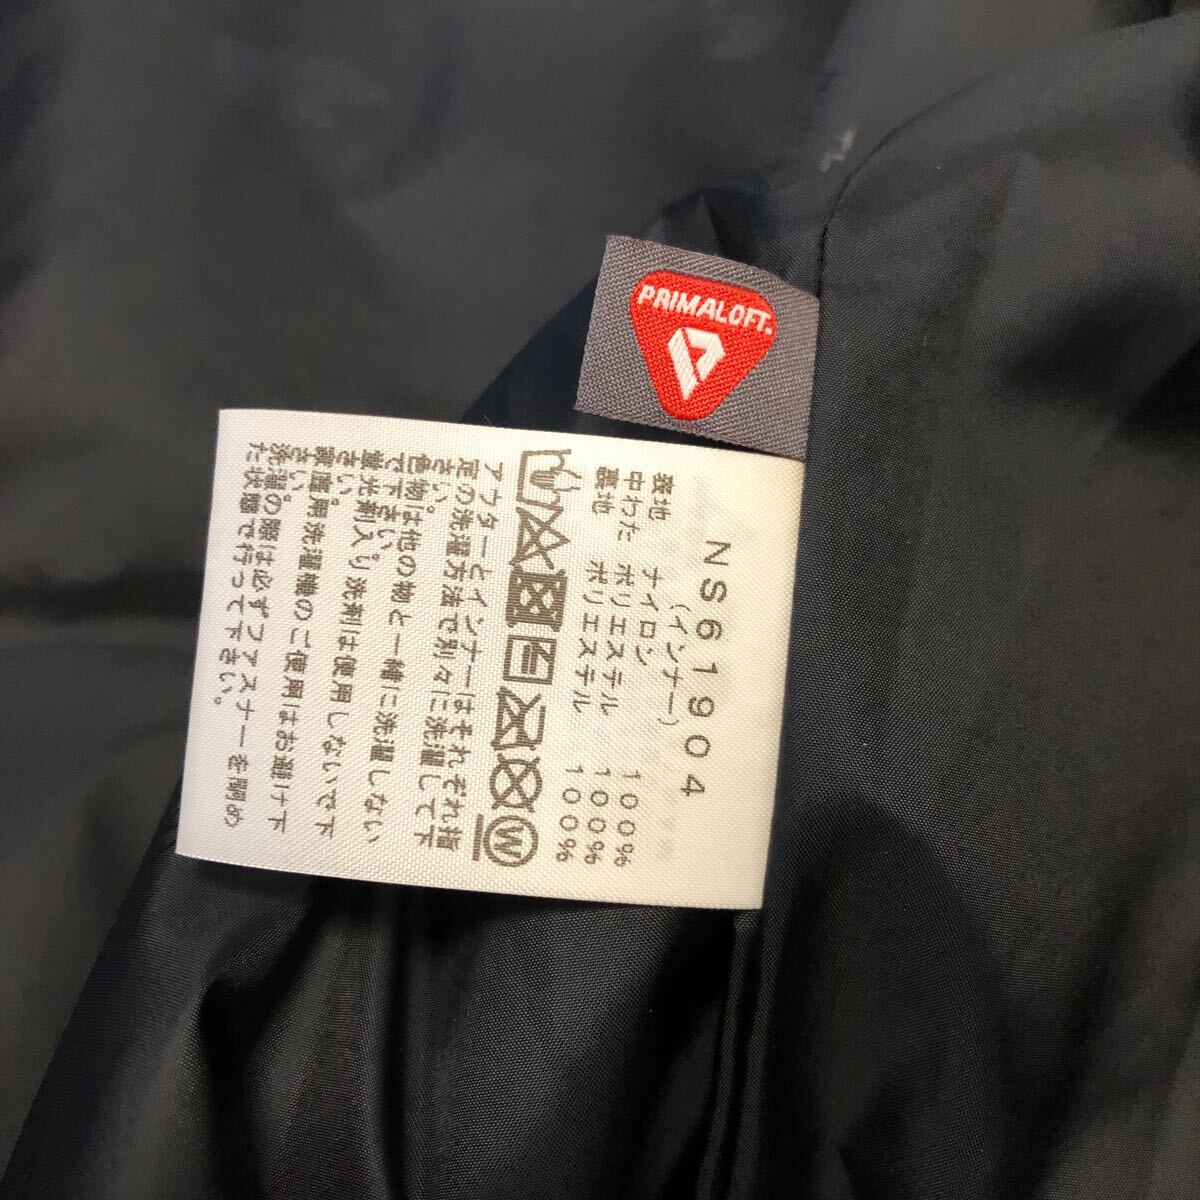 PRIMALOFT.
NS61904
(インナー)
表地 ナイロン 100%
中わた ポリエステル 100%
裏地 ポリエステル 100%
W
アウターとインナーはそれぞれ指
定の洗濯方法で別々に洗濯して下
さい。
色物は他の物と一緒に洗濯しない
で下さい。
蛍光剤入り洗剤は使用しないで下
さい。
家庭用洗濯機のご使用はお避け下
さい。
洗濯の際は必ずファスナーを閉め
た状態で行って下さい。